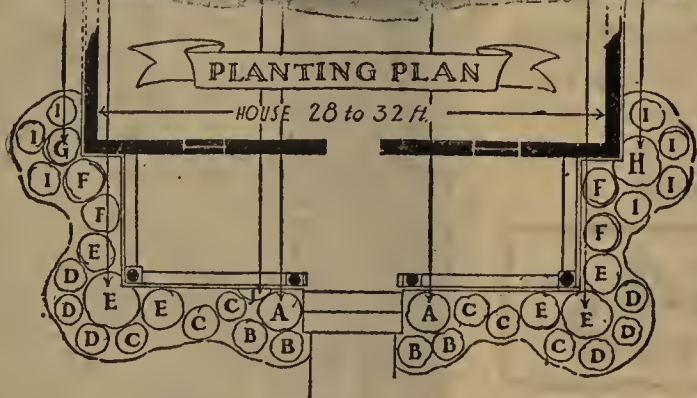 PLANTING PLAN
HOUSE 28 to 32 ft.
I I
I G H I
I F F I I
F F
E E
D E E C C A A C C E E D
D C B B B B C D D
D